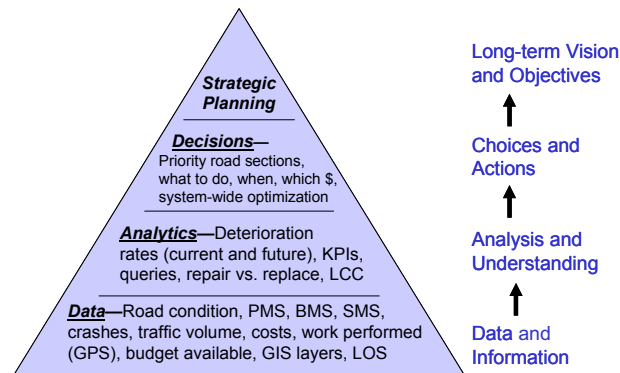 Strategic
Planning
Decisions—
Priority road sections,
what to do, when, which $,
system-wide optimization
Analytics—Deterioration
rates (current and future), KPIs,
queries, repair vs. replace, LCC
Data—Road condition, PMS, BMS, SMS,
crashes, traffic volume, costs, work performed
(GPS), budget available, GIS layers, LOS
Long-term Vision
and Objectives
Choices and
Actions
Analysis and
Understanding
Data and
Information